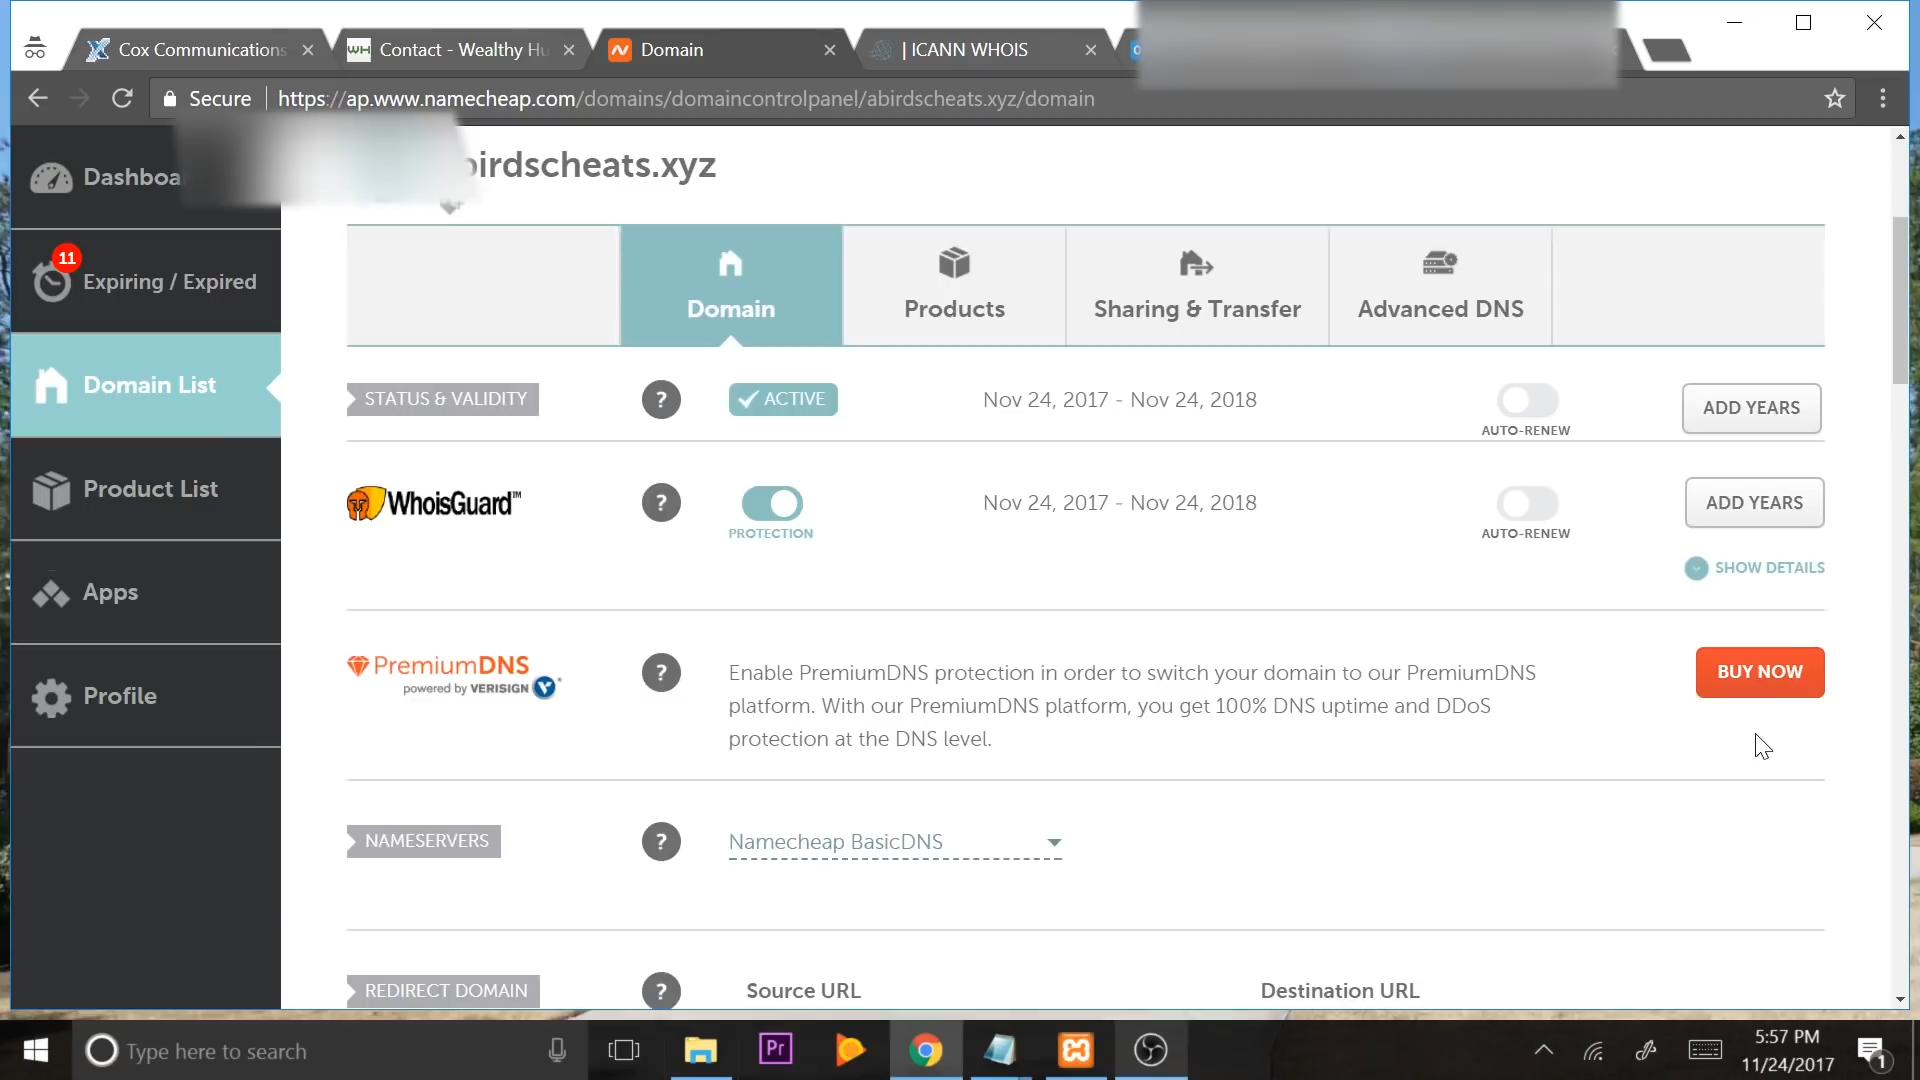 Cox Communications
Contact - Wealthy Hu
Domain
| ICANN WHOIS
Secure
https://ap.www.namecheap.com/domains/domaincontrolpanel/abirdscheats.xyz/domain
birdscheats.xyz
Dashboa
11
Expiring / Expired
Domain List
Product List
Apps
Profile
Domain
Products
Sharing & Transfer
Advanced DNS
STATUS & VALIDITY
?
ACTIVE
Nov 24, 2017 - Nov 24, 2018
AUTO-RENEW
ADD YEARS
WhoisGuard™
?
PROTECTION
Nov 24, 2017 - Nov 24, 2018
AUTO-RENEW
ADD YEARS
SHOW DETAILS
PremiumDNS
powered by VERISIGN
?
Enable PremiumDNS protection in order to switch your domain to our PremiumDNS
platform. With our PremiumDNS platform, you get 100% DNS uptime and DDoS
protection at the DNS level.
BUY NOW
NAMESERVERS
?
Namecheap BasicDNS
REDIRECT DOMAIN
?
Source URL
Destination URL
Type here to search
Pr
5:57 PM
11/24/2017
1